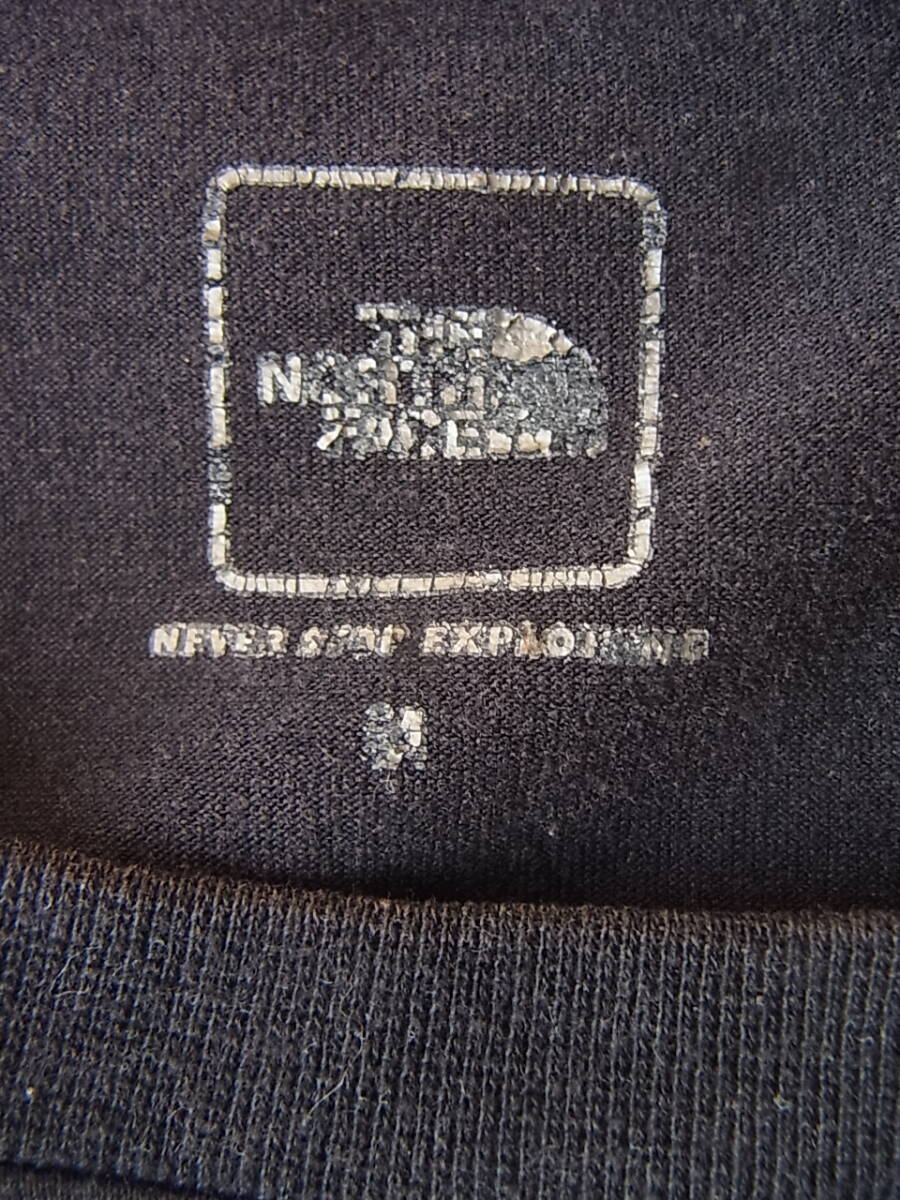 THE
NORTH
FACE
NEVER STOP EXPLORING
M